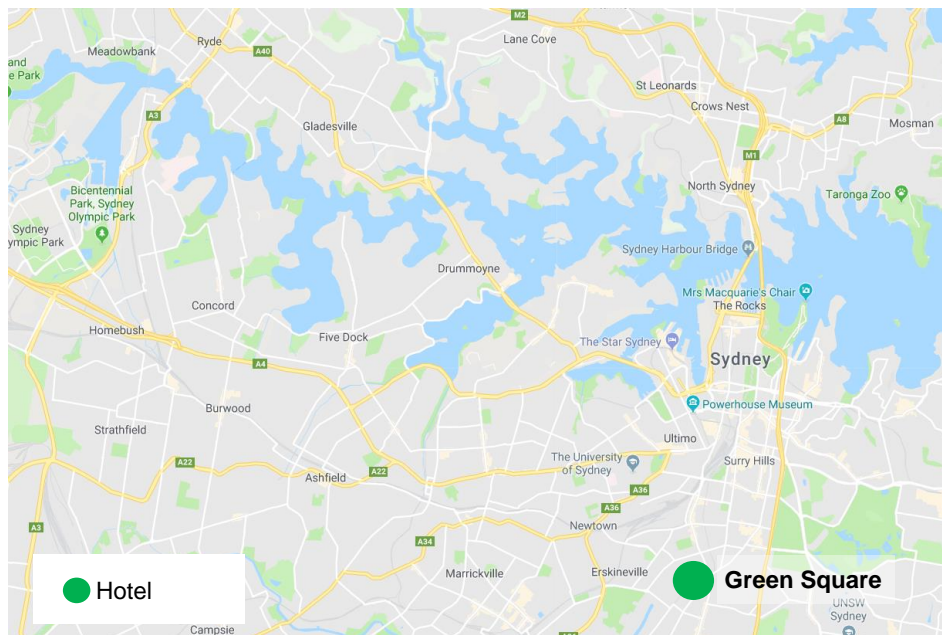 M2
Ryde
Lane Cove
Meadowbank
A40
and
e Park
St Leonards
Crows Nest
A3
A8
Mosman
Gladesville
M1
North Sydney
Bicentennial
Park, Sydney
Olympic Park
Taronga Zoo
Sydney
ympic Park
Sydney Harbour Bridge
Drummoyne
Mrs Macquarie's Chair
The Rocks
Concord
Homebush
Five Dock
The Star Sydney
Sydney
A4
Burwood
Powerhouse Museum
Strathfield
Ultimo
The University
of Sydney
Surry Hills
A22
A22
Ashfield
A36
A36
A3
Newtown
A34
Marrickville
Erskineville
Green Square
Hotel
UNSW
Sydney
Campsie